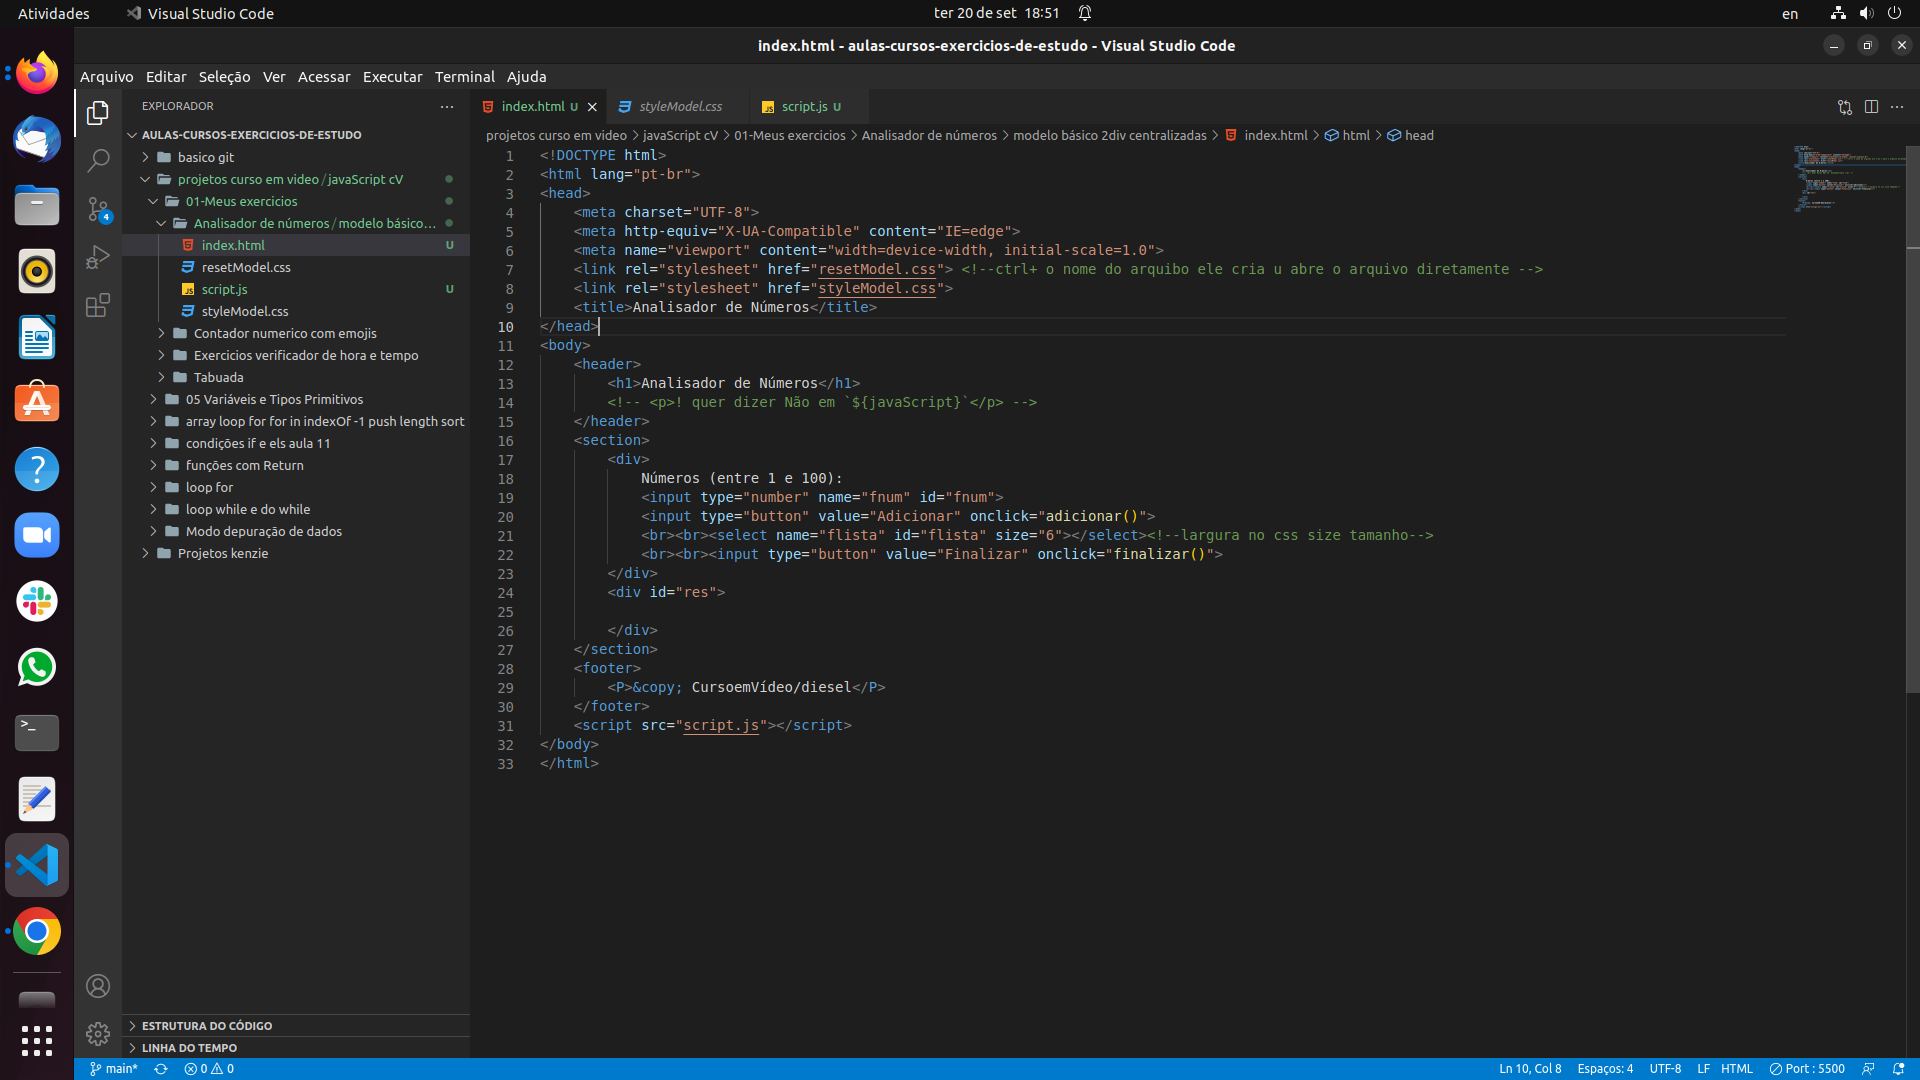 Atividades
Visual Studio Code
ter 20 de set 18:51
en
index.html - aulas-cursos-exercicios-de-estudo - Visual Studio Code
Arquivo Editar Seleção Ver Acessar Executar Terminal Ajuda
EXPLORADOR
AULAS-CURSOS-EXERCICIOS-DE-ESTUDO
basico git
projetos curso em video / javaScript cV
01-Meus exercicios
Analisador de números / modelo básico...
index.html U
resetModel.css
script.js U
styleModel.css
Contador numerico com emojis
Exercicios verificador de hora e tempo
Tabuada
05 Variáveis e Tipos Primitivos
array loop for for in indexOf -1 push length sort
condições if e els aula 11
funções com Return
loop for
loop while e do while
Modo depuração de dados
Projetos kenzie
ESTRUTURA DO CÓDIGO
LINHA DO TEMPO
4
index.html U
styleModel.css
script.js U
projetos curso em video > javaScript cV > 01-Meus exercicios > Analisador de números > modelo básico 2div centralizadas > index.html > html > head
1 <!DOCTYPE html>
2 <html lang="pt-br">
3 <head>
4     <meta charset="UTF-8">
5     <meta http-equiv="X-UA-Compatible" content="IE=edge">
6     <meta name="viewport" content="width=device-width, initial-scale=1.0">
7     <link rel="stylesheet" href="resetModel.css"> <!--ctrl+ o nome do arquibo ele cria u abre o arquivo diretamente -->
8     <link rel="stylesheet" href="styleModel.css">
9     <title>Analisador de Números</title>
10 </head>
11 <body>
12     <header>
13         <h1>Analisador de Números</h1>
14         <!-- <p>! quer dizer Não em `${javaScript}`</p> -->
15     </header>
16     <section>
17         <div>
18             Números (entre 1 e 100):
19             <input type="number" name="fnum" id="fnum">
20             <input type="button" value="Adicionar" onclick="adicionar()">
21             <br><br><select name="flista" id="flista" size="6"></select><!--largura no css size tamanho-->
22             <br><br><input type="button" value="Finalizar" onclick="finalizar()">
23         </div>
24         <div id="res">
25
26         </div>
27     </section>
28     <footer>
29         <P>&copy; CursoemVídeo/diesel</P>
30     </footer>
31     <script src="script.js"></script>
32 </body>
33 </html>
main* 0 0
Ln 10, Col 8 Espaços: 4 UTF-8 LF HTML Port : 5500